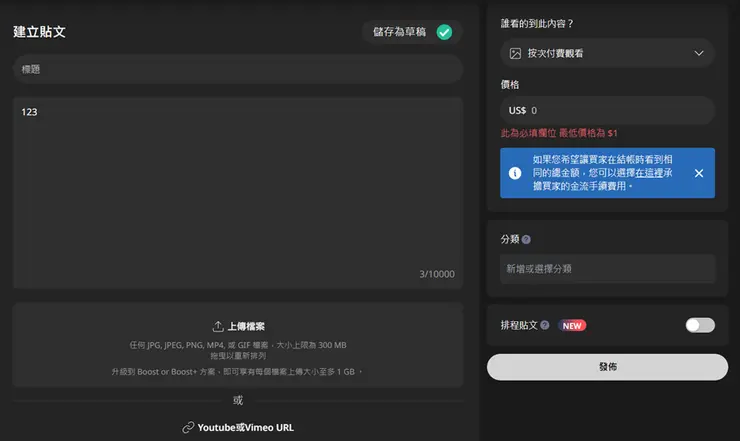 建立貼文
儲存為草稿
標題
123
3/10000
上傳檔案
任何 JPG, JPEG, PNG, MP4, 或 GIF 檔案,大小上限為 300 MB
拖曳以重新排列
升級到 Boost or Boost+ 方案,即可享有每個檔案上傳大小至多 1 GB 。
或
Youtube或Vimeo URL
誰看的到此內容?
按次付費觀看
價格
US$ 0
此為必填欄位 最低價格為 $1
如果您希望讓買家在結帳時看到相
同的總金額,您可以選擇在這裡承
擔買家的金流手續費用。
分類
新增或選擇分類
排程貼文 NEW
發佈